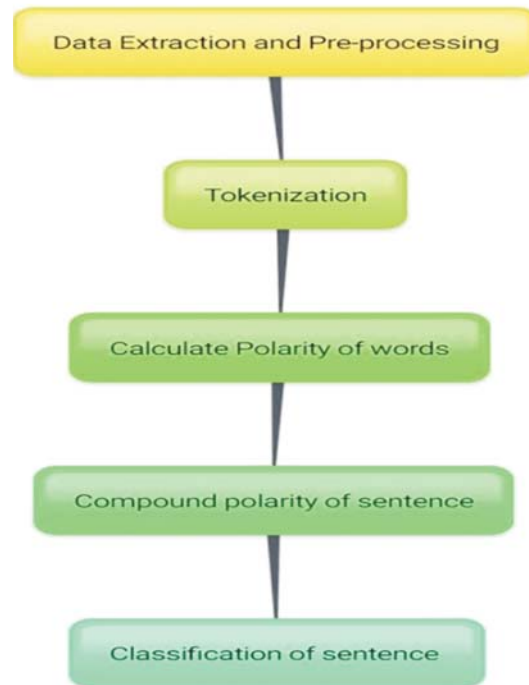 Data Extraction and Pre-processing
Tokenization
Calculate Polarity of words
Compound polarity of sentence
Classification of sentence